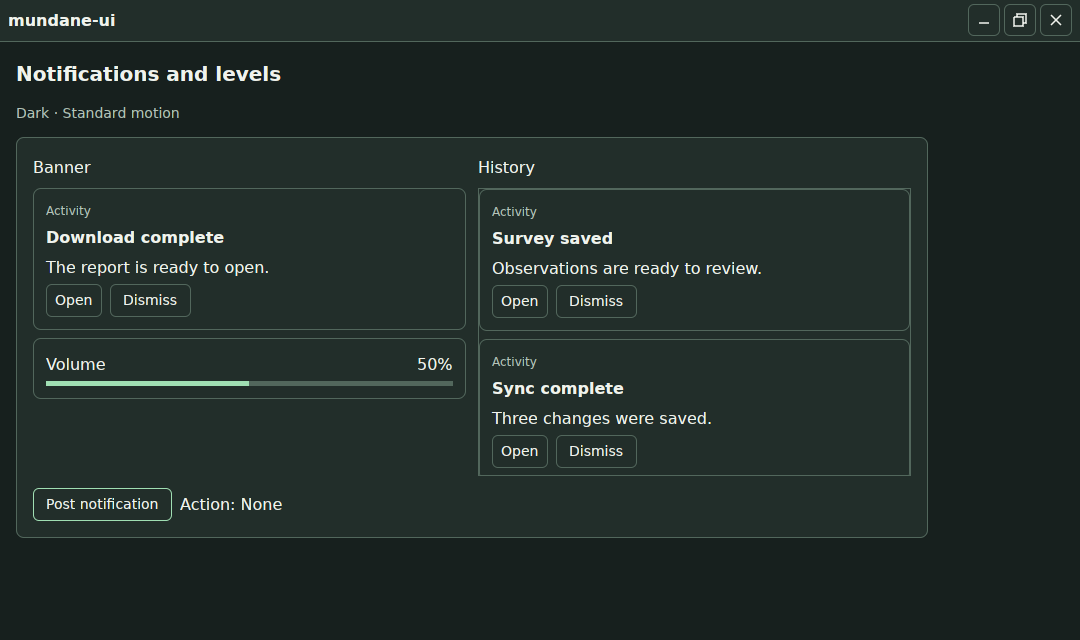 mundane-ui
Notifications and levels
Dark · Standard motion
Banner
Activity
Download complete
The report is ready to open.
Open
Dismiss
Volume
50%
History
Activity
Survey saved
Observations are ready to review.
Open
Dismiss
Activity
Sync complete
Three changes were saved.
Open
Dismiss
Post notification
Action: None